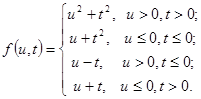 f(u,t) = { u² + t², u > 0, t > 0;
u + t², u ≤ 0, t ≤ 0;
u − t, u > 0, t ≤ 0;
u + t, u ≤ 0, t > 0.